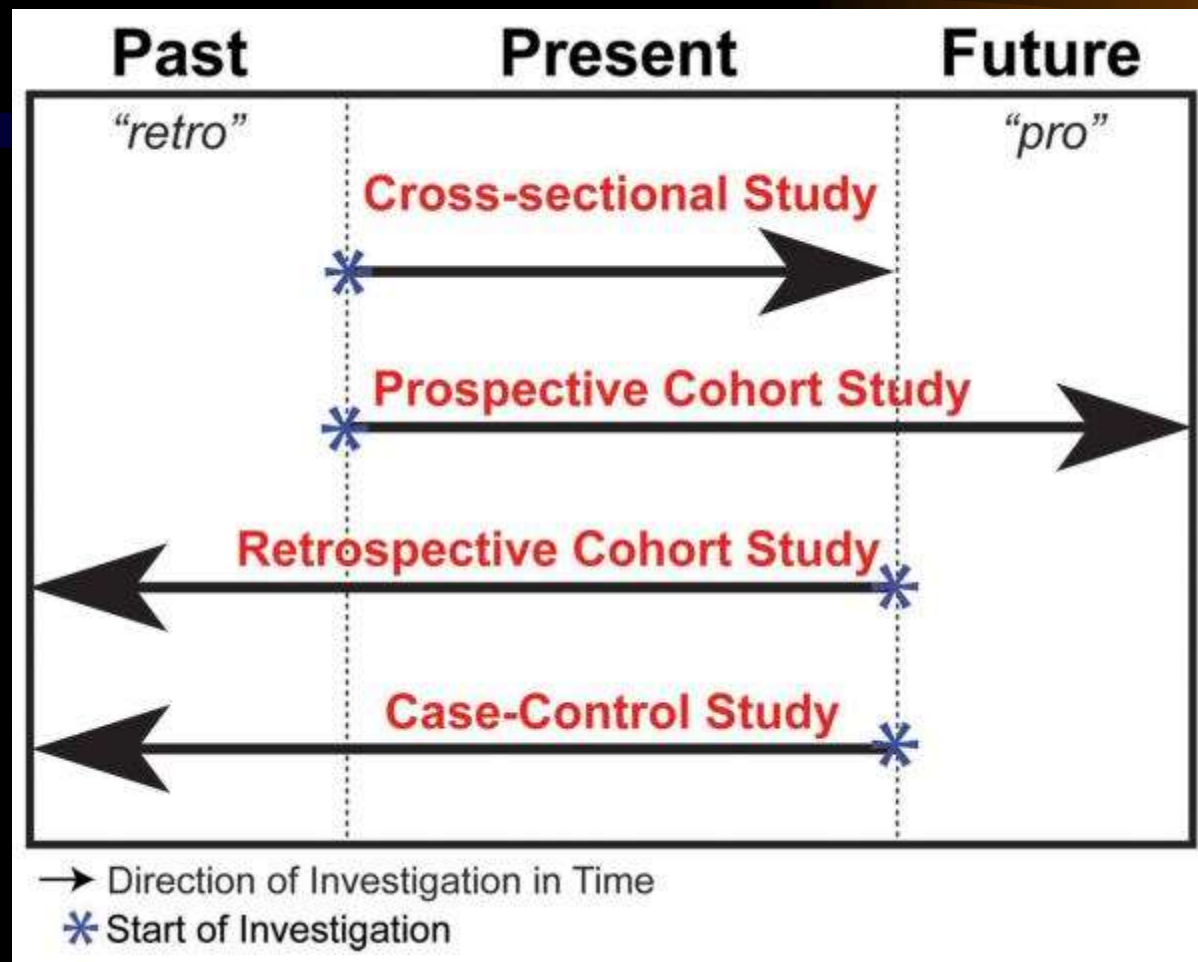 Past Present Future
“retro” “pro”
Cross-sectional Study
Prospective Cohort Study
Retrospective Cohort Study
Case-Control Study
Direction of Investigation in Time
Start of Investigation